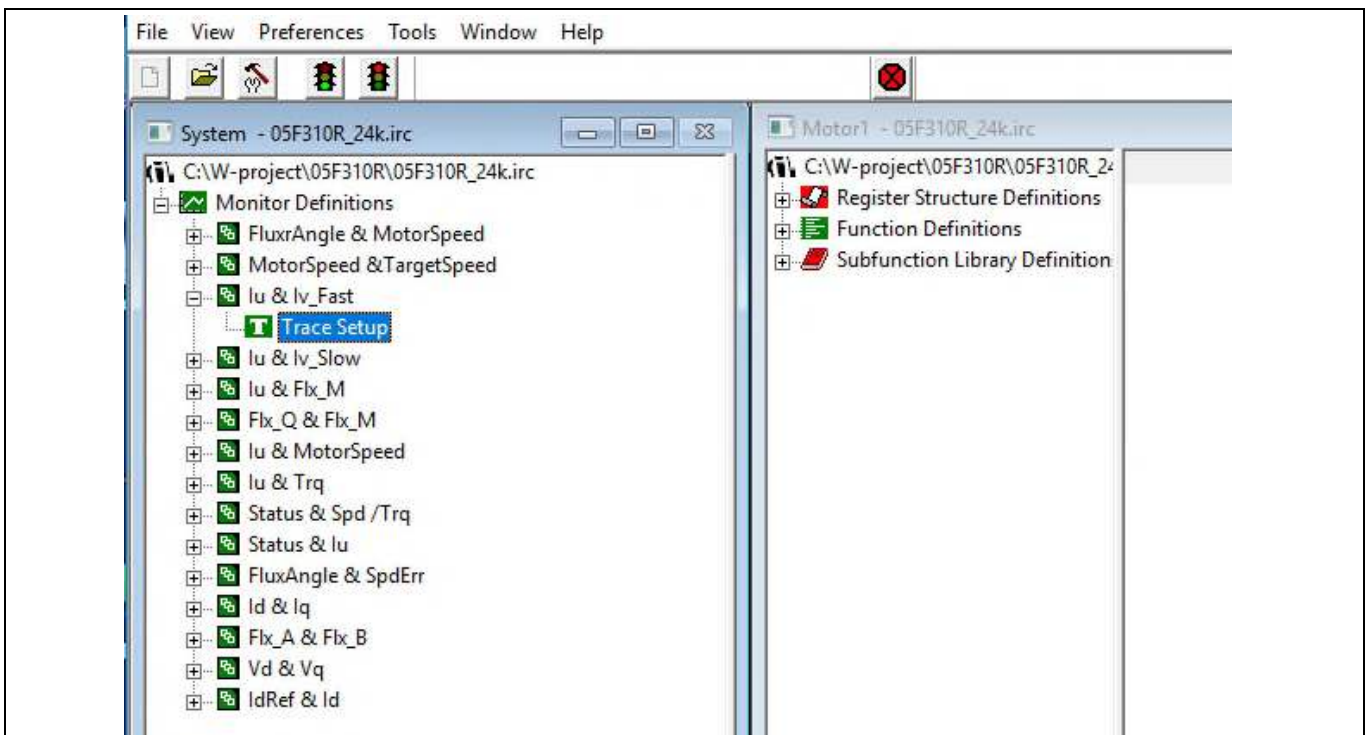 File View Preferences Tools Window Help
System - 05F310R_24k.irc
C:\W-project\05F310R\05F310R_24k.irc
Monitor Definitions
FluxrAngle & MotorSpeed
MotorSpeed &TargetSpeed
Iu & Iv_Fast
T Trace Setup
Iu & Iv_Slow
Iu & Flx_M
Flx_Q & Flx_M
Iu & MotorSpeed
Iu & Trq
Status & Spd /Trq
Status & Iu
FluxAngle & SpdErr
Id & Iq
Flx_A & Flx_B
Vd & Vq
IdRef & Id
Motor1 - 05F310R_24k.irc
C:\W-project\05F310R\05F310R_24
Register Structure Definitions
Function Definitions
Subfunction Library Definition